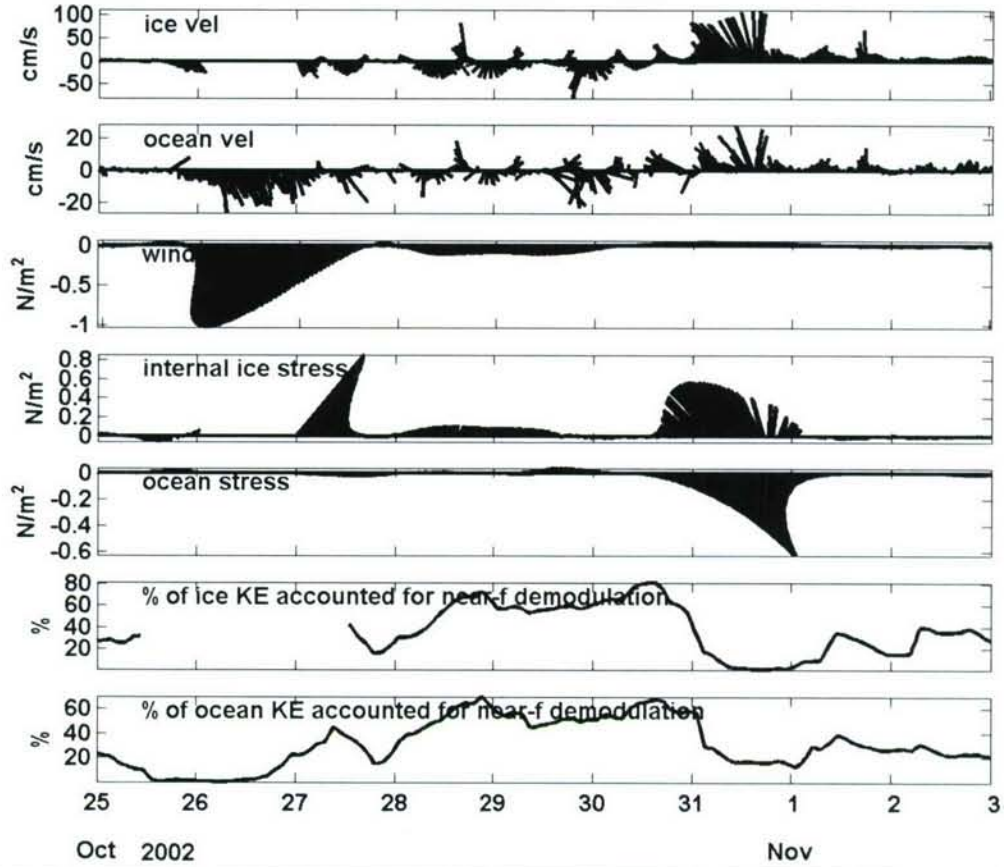 100
50
0
-50
cm/s
ice vel
20
0
-20
cm/s
ocean vel
0
-0.5
-1
N/m²
wind
0.8
0.6
0.4
0.2
0
N/m²
internal ice stress
0
-0.2
-0.4
-0.6
N/m²
ocean stress
80
60
40
20
%
% of ice KE accounted for near-f demodulation
60
40
20
%
% of ocean KE accounted for near-f demodulation
25 26 27 28 29 30 31 1 2 3
Oct 2002 Nov